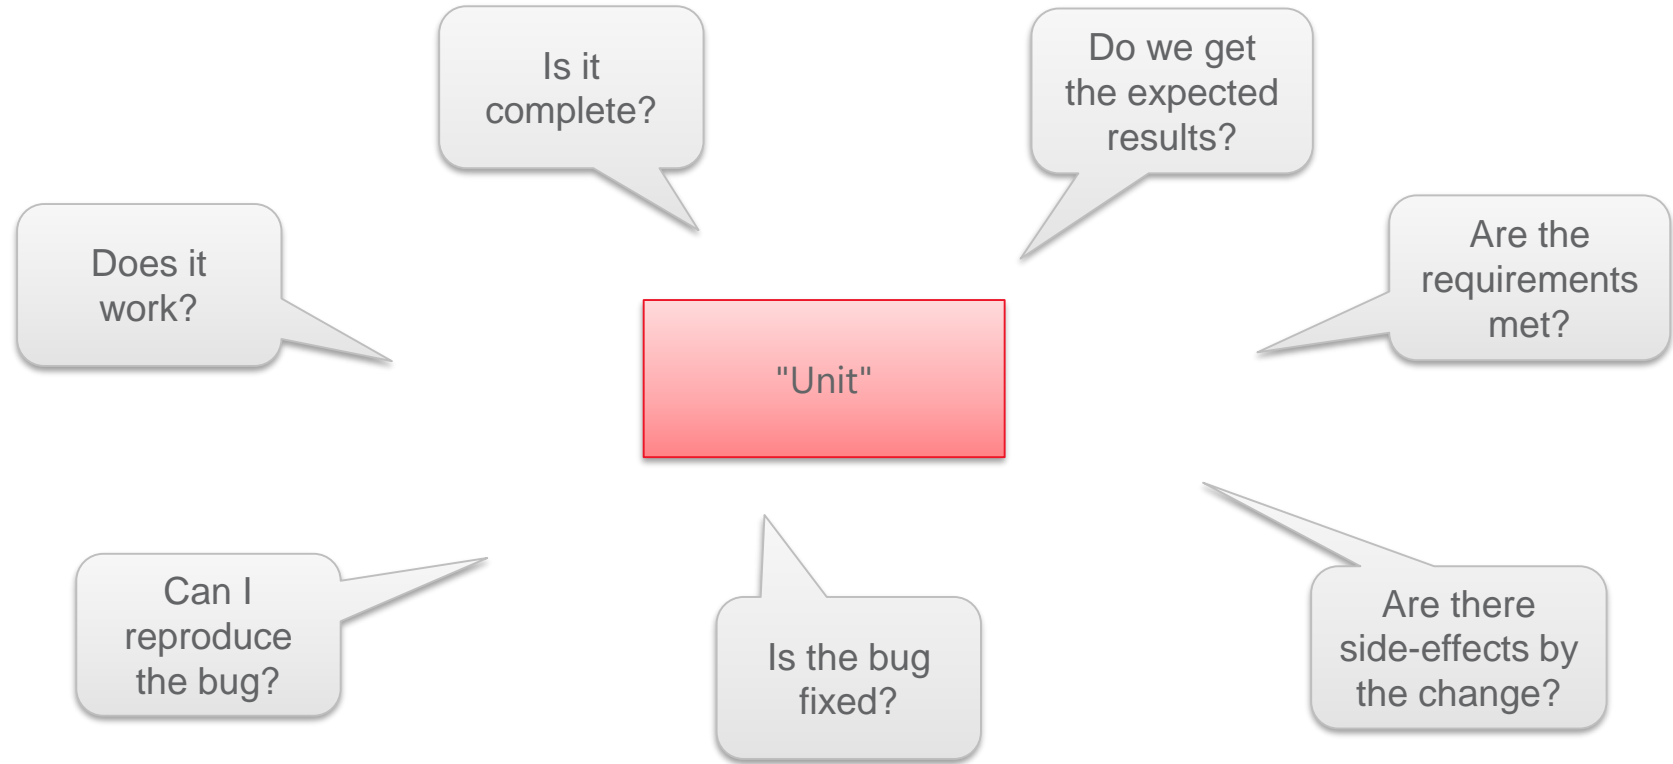 Is it
complete?
Do we get
the expected
results?
Does it
work?
Are the
requirements
met?
"Unit"
Can I
reproduce
the bug?
Is the bug
fixed?
Are there
side-effects by
the change?